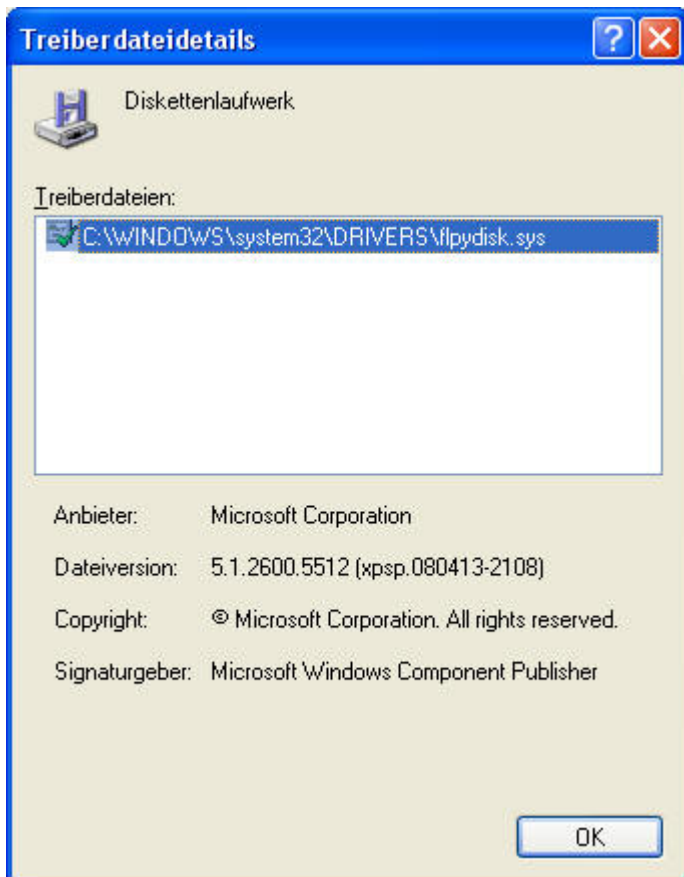 Treiberdateidetails
Diskettenlaufwerk
Treiberdateien:
C:\WINDOWS\system32\DRIVERS\flpydisk.sys
Anbieter: Microsoft Corporation
Dateiversion: 5.1.2600.5512 (xpsp.080413-2108)
Copyright: © Microsoft Corporation. All rights reserved.
Signaturgeber: Microsoft Windows Component Publisher
OK